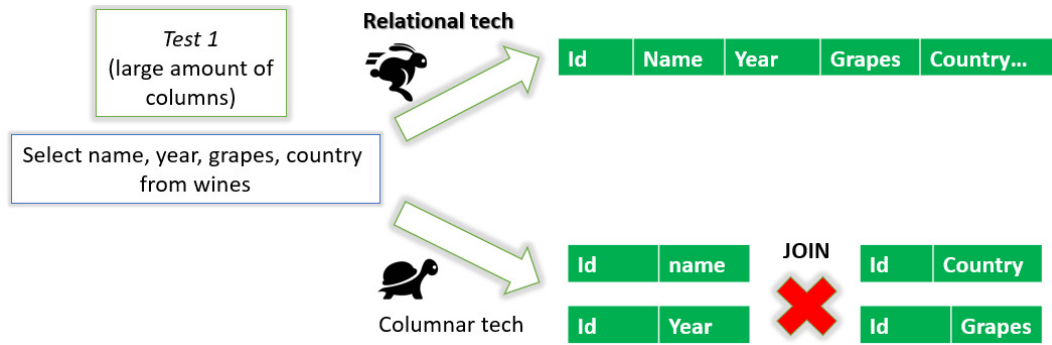 Test 1
(large amount of
columns)
Select name, year, grapes, country
from wines
Relational tech
Id Name Year Grapes Country...
Columnar tech
Id name
Id Year
JOIN
Id Country
Id Grapes